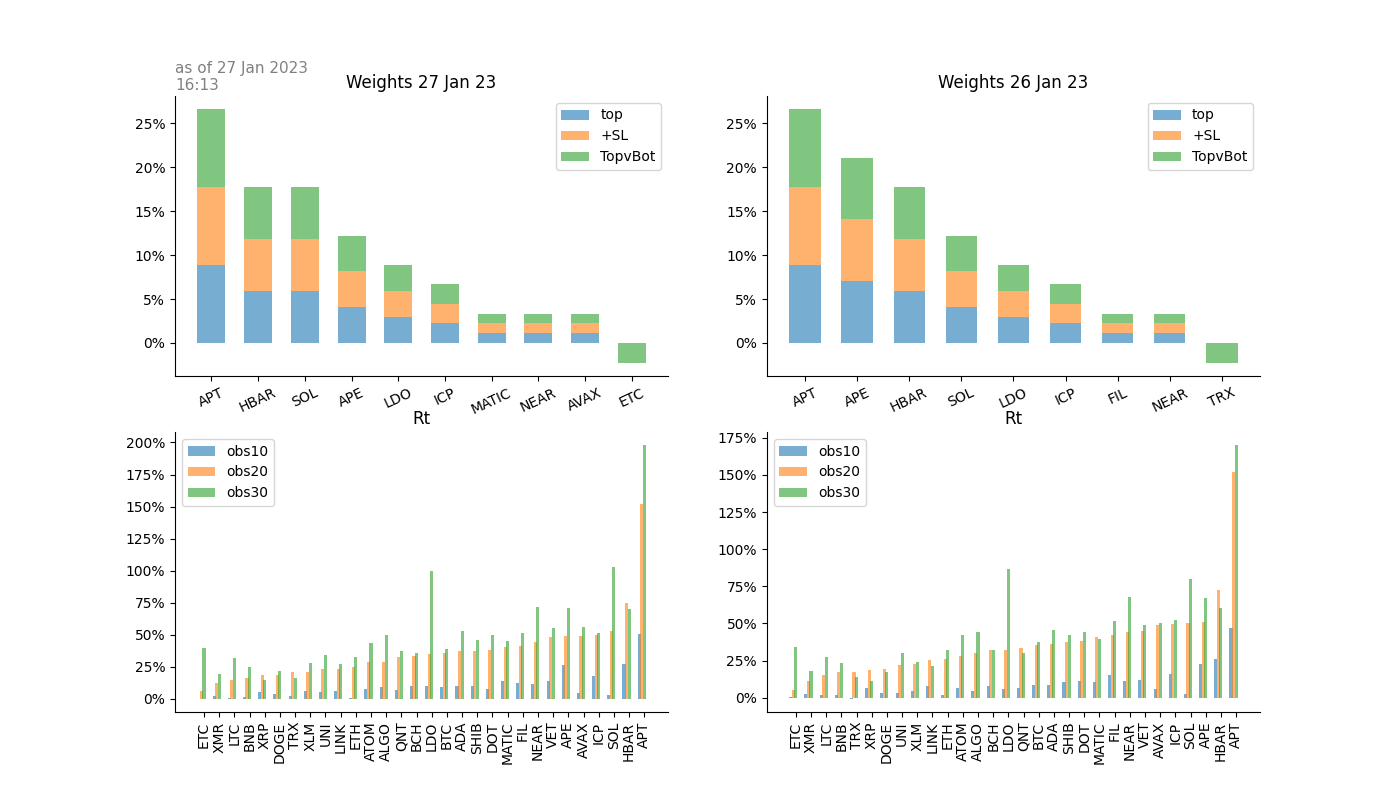 as of 27 Jan 2023
16:13
Weights 27 Jan 23
25%
20%
15%
10%
5%
0%
top
+SL
TopvBot
APT HBAR SOL APE LDO ICP MATIC NEAR AVAX ETC
Weights 26 Jan 23
25%
20%
15%
10%
5%
0%
top
+SL
TopvBot
APT APE HBAR SOL LDO ICP FIL NEAR TRX
Rt
200%
175%
150%
125%
100%
75%
50%
25%
0%
obs10
obs20
obs30
ETC XMR LTC BNB XRP DOGE TRX XLM UNI LINK ETH ATOM ALGO QNT BCH LDO BTC ADA SHIB DOT MATIC FIL NEAR VET APE AVAX ICP SOL HBAR APT
Rt
175%
150%
125%
100%
75%
50%
25%
0%
obs10
obs20
obs30
ETC XMR LTC BNB TRX XRP DOGE UNI XLM LINK ETH ATOM ALGO BCH LDO QNT BTC ADA SHIB DOT MATIC FIL NEAR VET AVAX ICP SOL APE HBAR APT